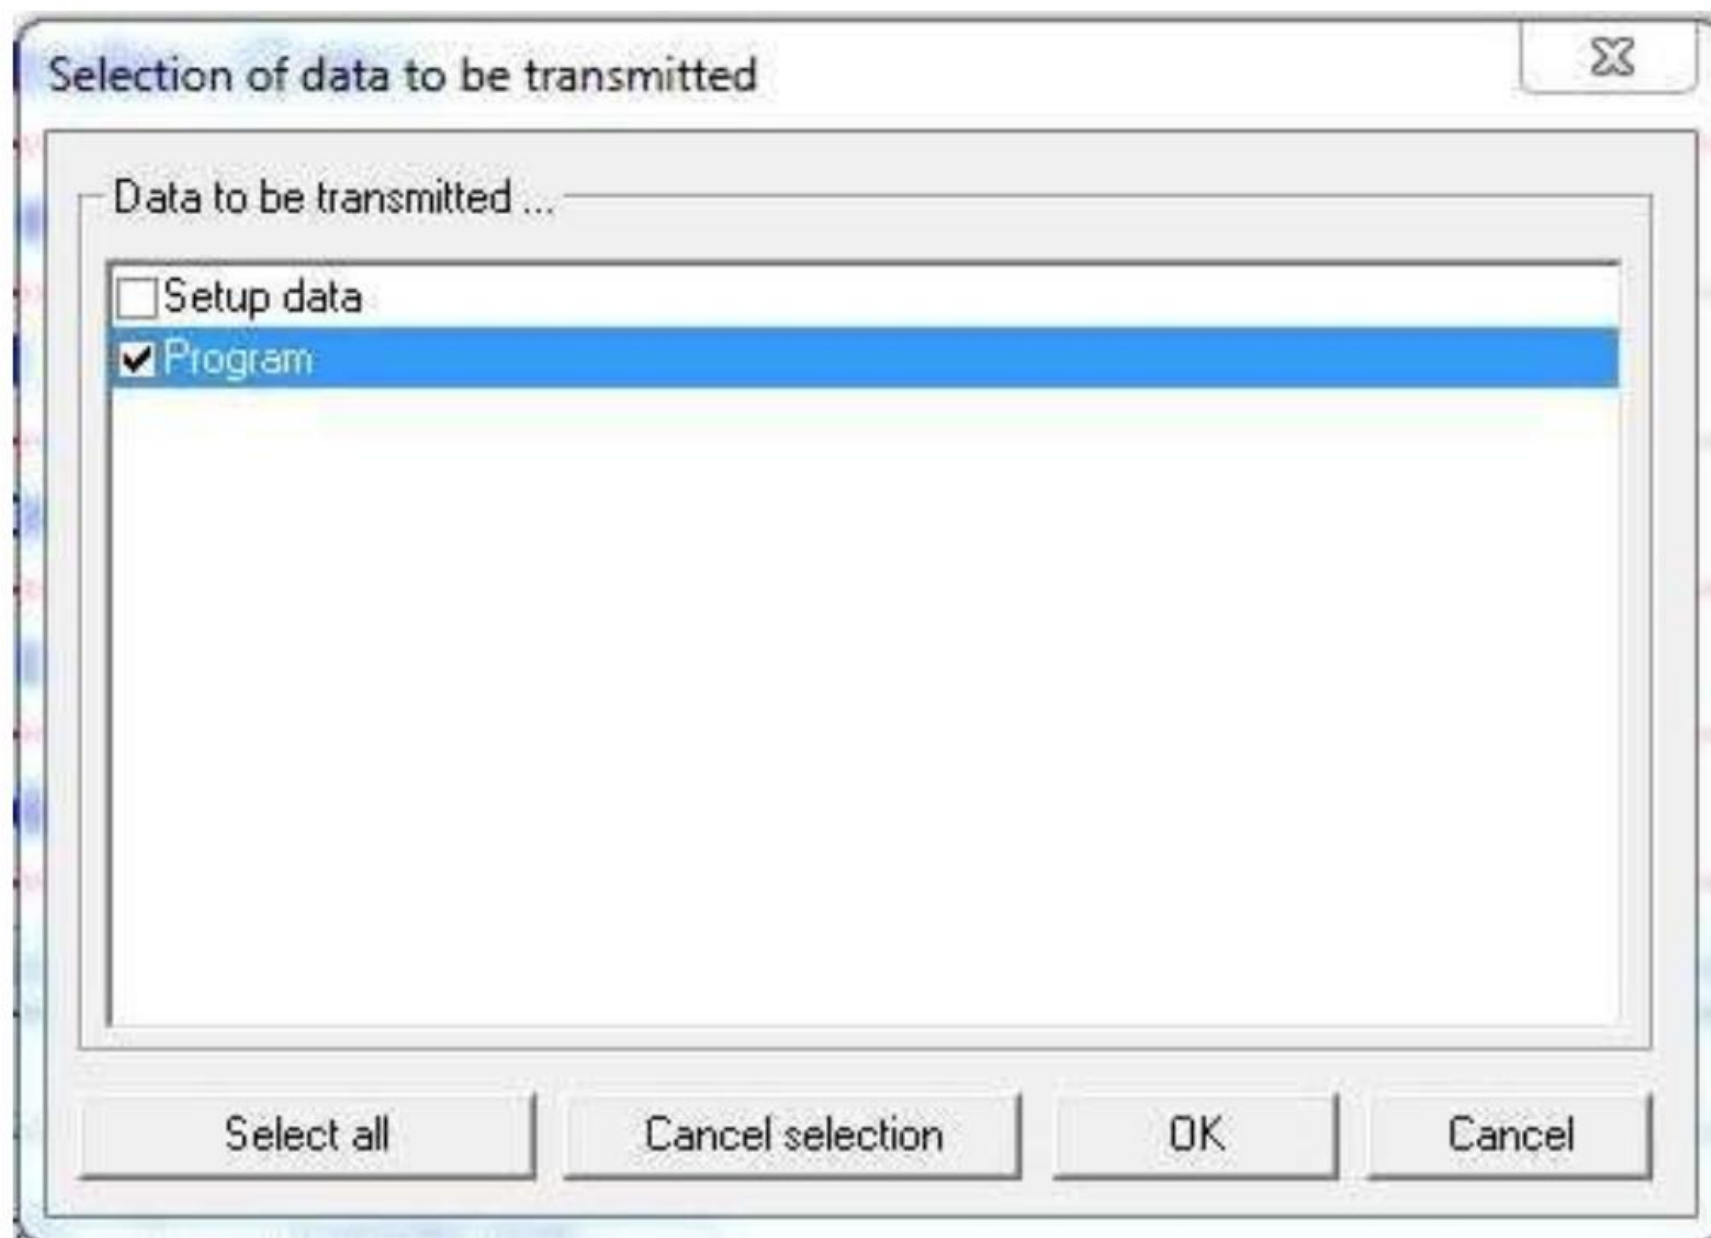 Selection of data to be transmitted
Data to be transmitted ...
Setup data
Program
Select all
Cancel selection
OK
Cancel